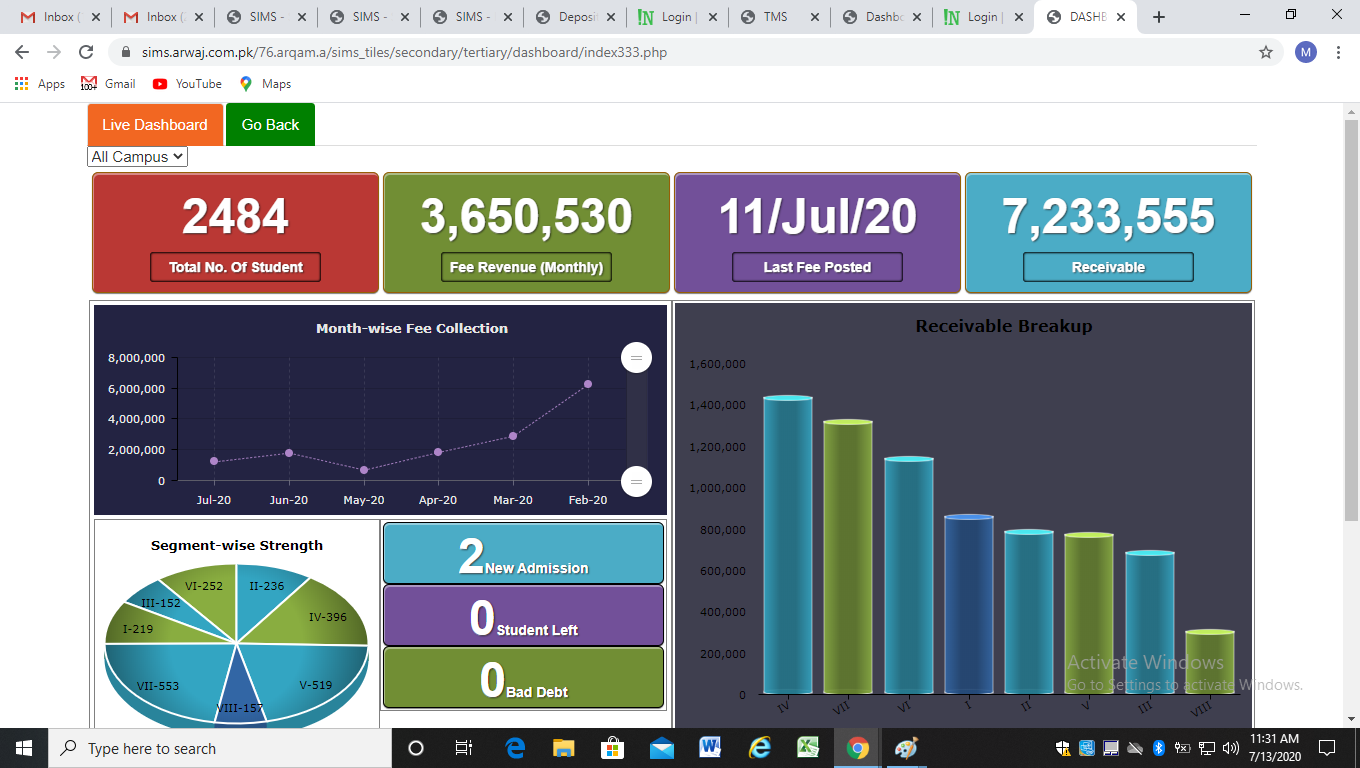 Inbox (
Inbox (
SIMS -
SIMS -
SIMS -
Deposi
Login |
TMS
Dashbo
Login |
DASHB
sims.arwaj.com.pk/76.arqam.a/sims_tiles/secondary/tertiary/dashboard/index333.php
M
Apps
100+
Gmail
YouTube
Maps
Live Dashboard
Go Back
All Campus
2484
Total No. Of Student
3,650,530
Fee Revenue (Monthly)
11/Jul/20
Last Fee Posted
7,233,555
Receivable
Month-wise Fee Collection
8,000,000
6,000,000
4,000,000
2,000,000
0
Jul-20 Jun-20 May-20 Apr-20 Mar-20 Feb-20
Receivable Breakup
1,600,000
1,400,000
1,200,000
1,000,000
800,000
600,000
400,000
200,000
0
IV VII VI I II V III VIII
Segment-wise Strength
VI-252
II-236
III-152
IV-396
I-219
VII-553
V-519
VIII-157
2 New Admission
0 Student Left
0 Bad Debt
Activate Windows
Go to Settings to activate Windows.
Type here to search
11:31 AM
7/13/2020